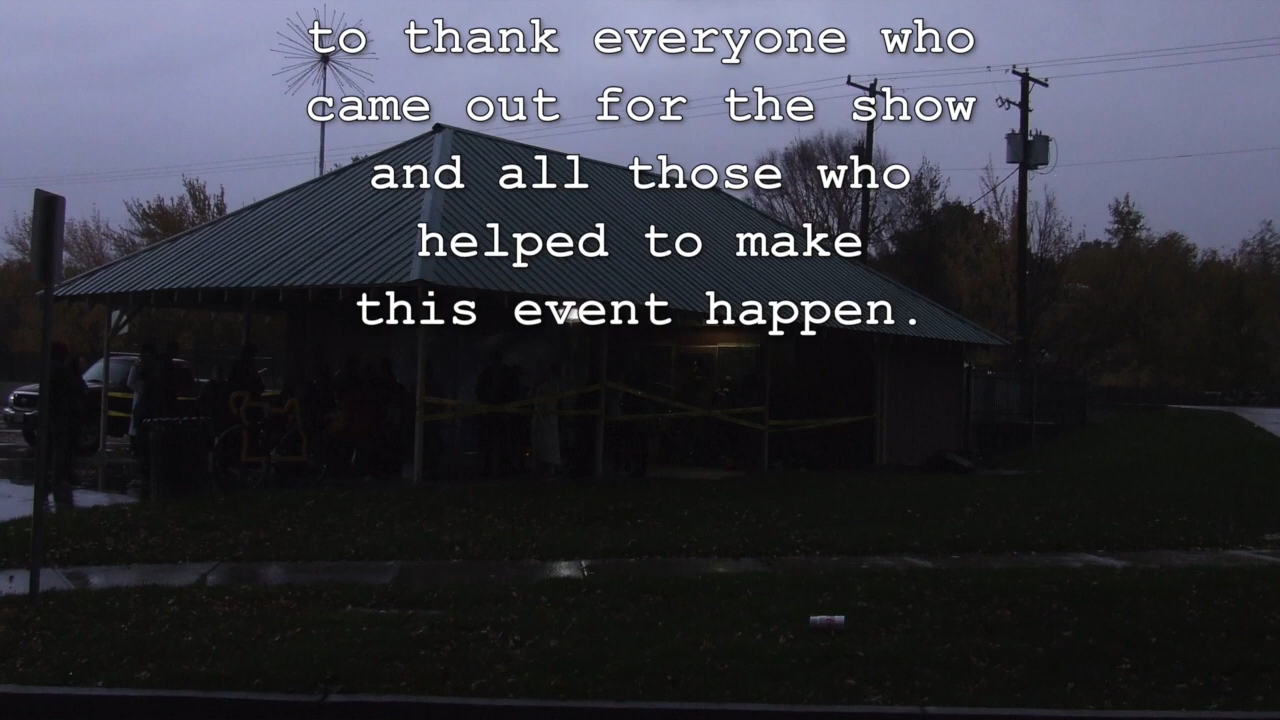 to thank everyone who
came out for the show
and all those who
helped to make
this event happen.